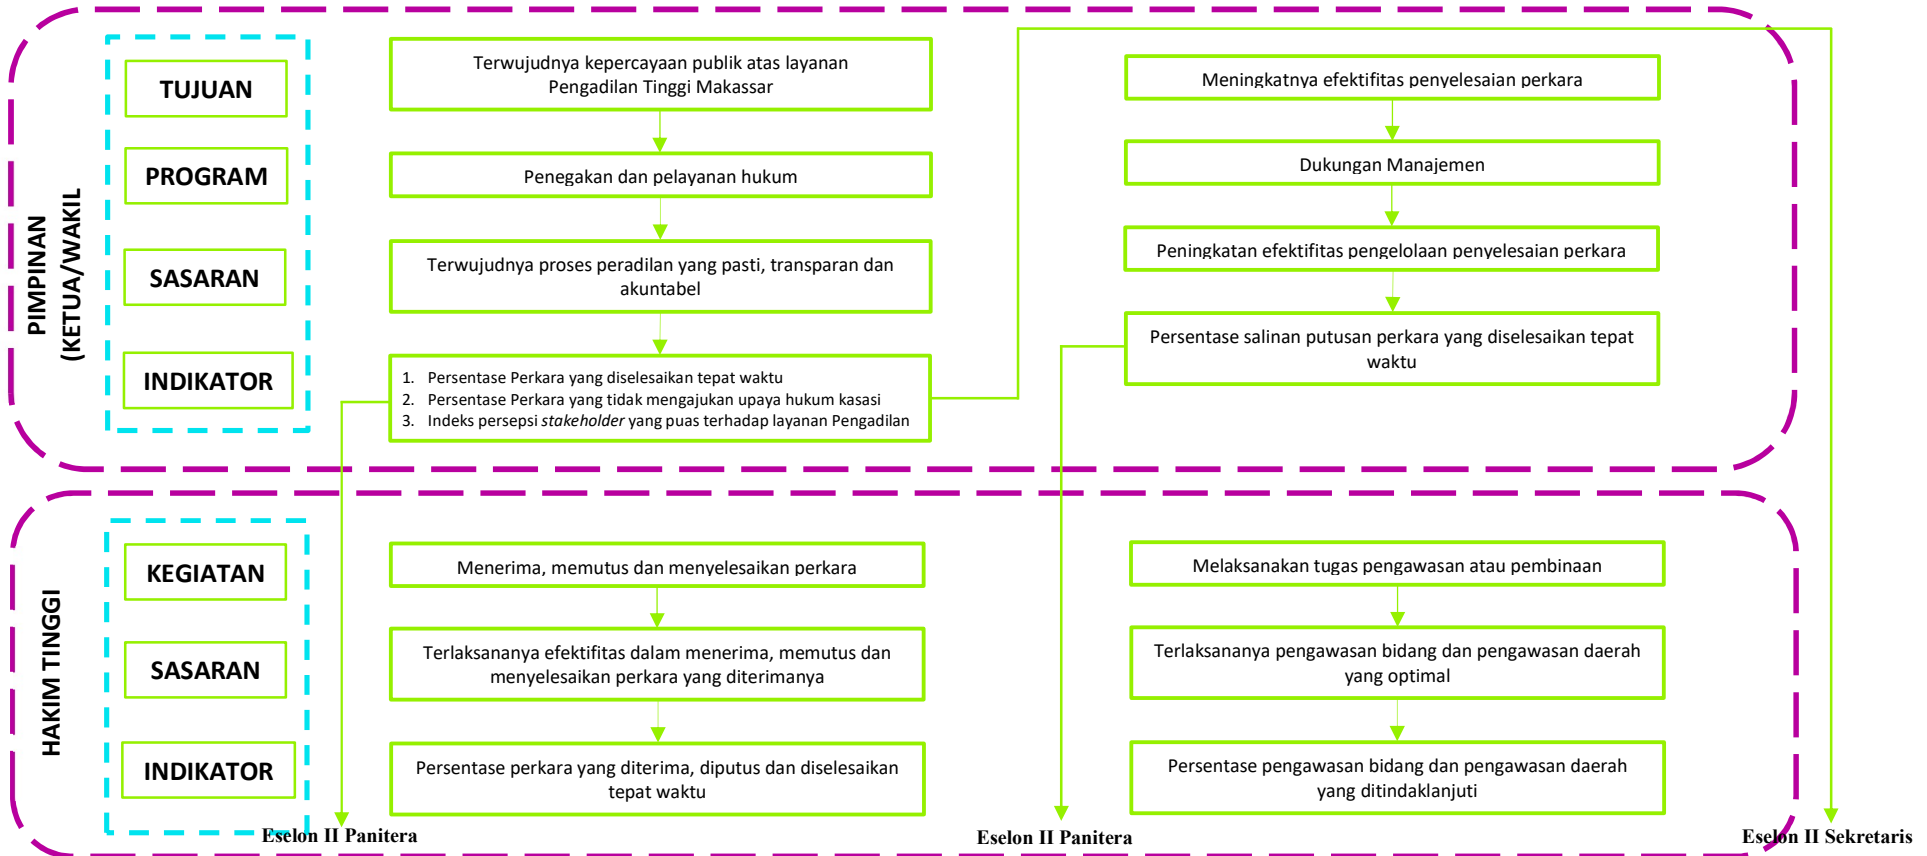 PIMPINAN
(KETUA/WAKIL
TUJUAN
PROGRAM
SASARAN
INDIKATOR
Terwujudnya kepercayaan publik atas layanan
Pengadilan Tinggi Makassar
Penegakan dan pelayanan hukum
Terwujudnya proses peradilan yang pasti, transparan dan
akuntabel
1. Persentase Perkara yang diselesaikan tepat waktu
2. Persentase Perkara yang tidak mengajukan upaya hukum kasasi
3. Indeks persepsi stakeholder yang puas terhadap layanan Pengadilan
Meningkatnya efektifitas penyelesaian perkara
Dukungan Manajemen
Peningkatan efektifitas pengelolaan penyelesaian perkara
Persentase salinan putusan perkara yang diselesaikan tepat
waktu
HAKIM TINGGI
KEGIATAN
SASARAN
INDIKATOR
Menerima, memutus dan menyelesaikan perkara
Terlaksananya efektifitas dalam menerima, memutus dan
menyelesaikan perkara yang diterimanya
Persentase perkara yang diterima, diputus dan diselesaikan
tepat waktu
Melaksanakan tugas pengawasan atau pembinaan
Terlaksananya pengawasan bidang dan pengawasan daerah
yang optimal
Persentase pengawasan bidang dan pengawasan daerah
yang ditindaklanjuti
Eselon II Panitera
Eselon II Panitera
Eselon II Sekretaris